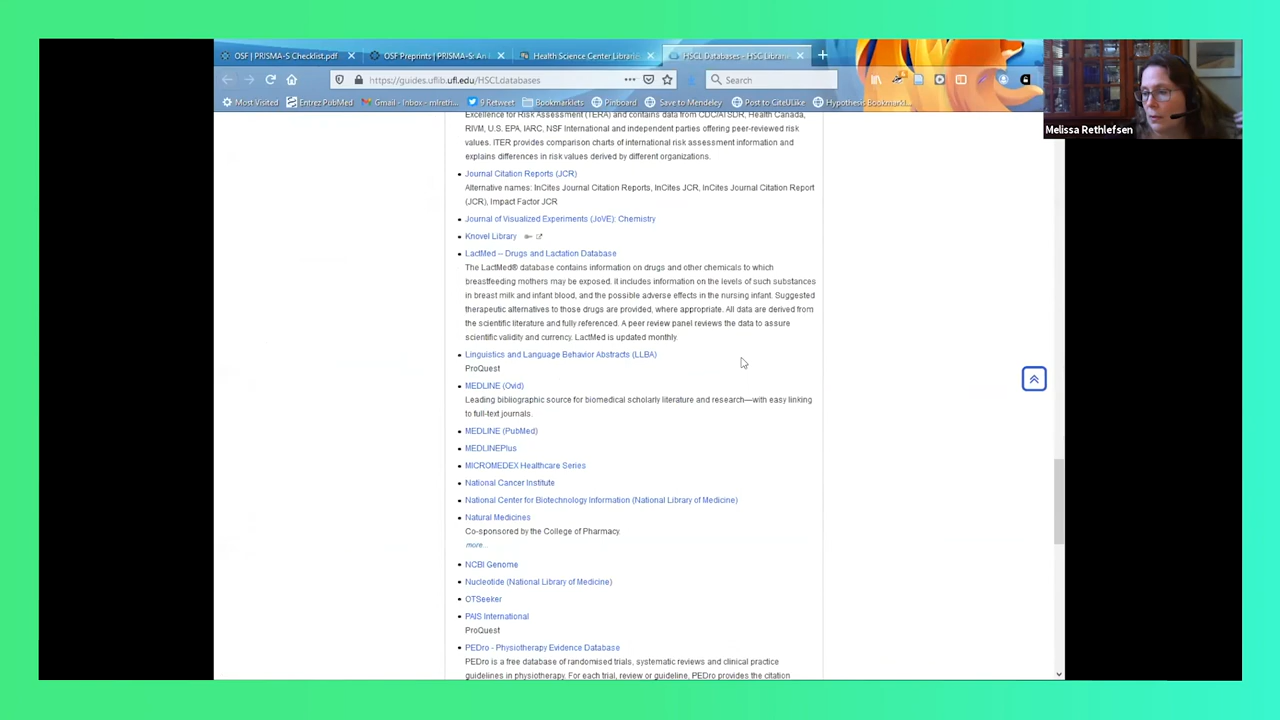 OSF | PRISMA-S Checklist.pdf
OSF Preprints | PRISMA-S: An
Health Science Center Libraries
HSCL Databases - HSC Librarie
https://guides.uflib.ufl.edu/HSCLdatabases
Search
Most Visited
Entrez PubMed
Gmail - Inbox - mlreth...
9 Retweet
Bookmarklets
Pinboard
Save to Mendeley
Post to CiteULike
Hypothesis Bookmarkl...
Melissa Rethlefsen
Excellence for Risk Assessment (TERA) and contains data from CDC/ATSDR, Health Canada,
RIVM, U.S. EPA, IARC, NSF International and independent parties offering peer-reviewed risk
values. ITER provides comparison charts of international risk assessment information and
explains differences in risk values derived by different organizations.
Journal Citation Reports (JCR)
Alternative names: InCites Journal Citation Reports, InCites JCR, InCites Journal Citation Report
(JCR), Impact Factor JCR
Journal of Visualized Experiments (JoVE): Chemistry
Knovel Library
LactMed -- Drugs and Lactation Database
The LactMed® database contains information on drugs and other chemicals to which
breastfeeding mothers may be exposed. it includes information on the levels of such substances
in breast milk and infant blood, and the possible adverse effects in the nursing infant. Suggested
therapeutic alternatives to those drugs are provided, where appropriate. All data are derived from
the scientific literature and fully referenced. A peer review panel reviews the data to assure
scientific validity and currency. LactMed is updated monthly.
Linguistics and Language Behavior Abstracts (LLBA)
ProQuest
MEDLINE (Ovid)
Leading bibliographic source for biomedical scholarly literature and research—with easy linking
to full-text journals.
MEDLINE (PubMed)
MEDLINEPlus
MICROMEDEX Healthcare Series
National Cancer Institute
National Center for Biotechnology Information (National Library of Medicine)
Natural Medicines
Co-sponsored by the College of Pharmacy
more...
NCBI Genome
Nucleotide (National Library of Medicine)
OTSeeker
PAIS International
ProQuest
PEDro - Physiotherapy Evidence Database
PEDro is a free database of randomised trials, systematic reviews and clinical practice
guidelines in physiotherapy. For each trial, review or guideline, PEDro provides the citation